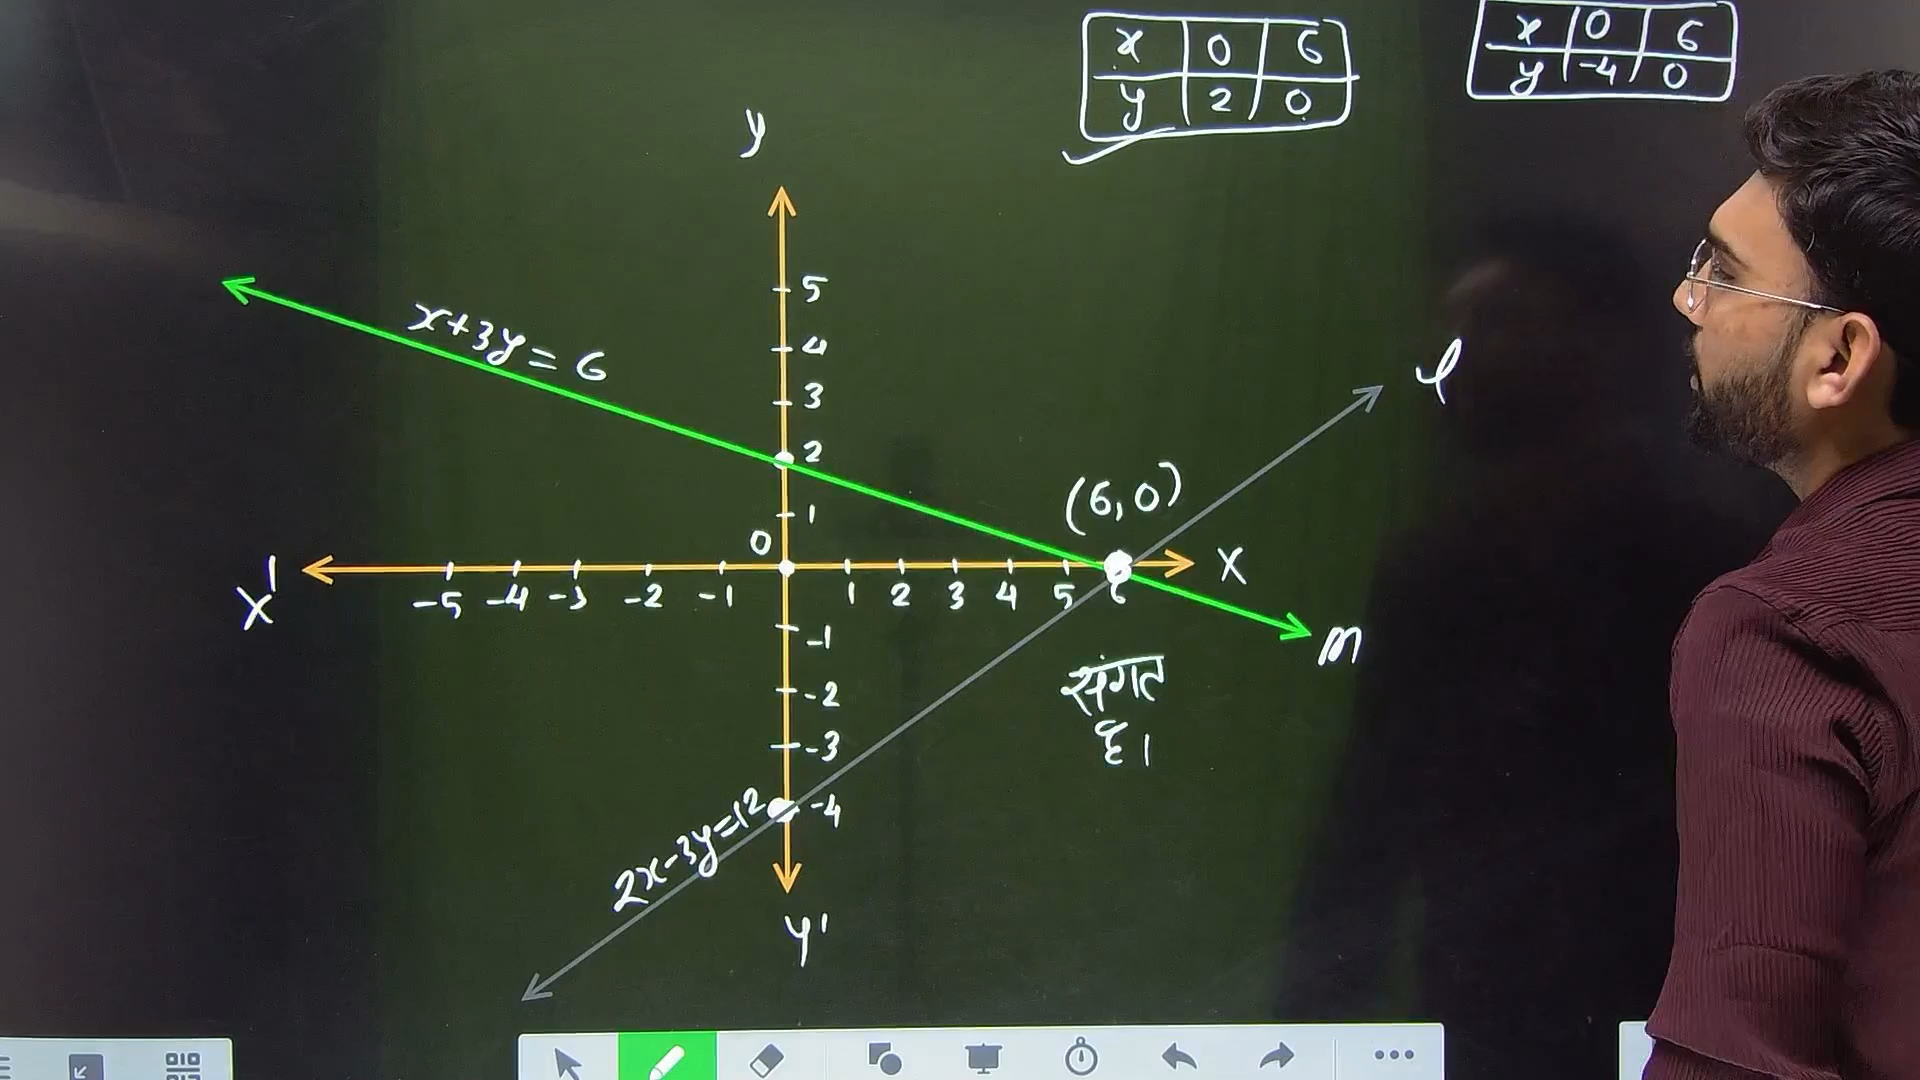 x 0 6
y 2 0
x 0 6
y -4 0
y
5
4
3
2
1
0
x+3y=6
(6,0)
l
X'
-5 -4 -3 -2 -1
1 2 3 4 5 6
X
m
-1
-2
-3
-4
संगत
है।
2x-3y=12
y'